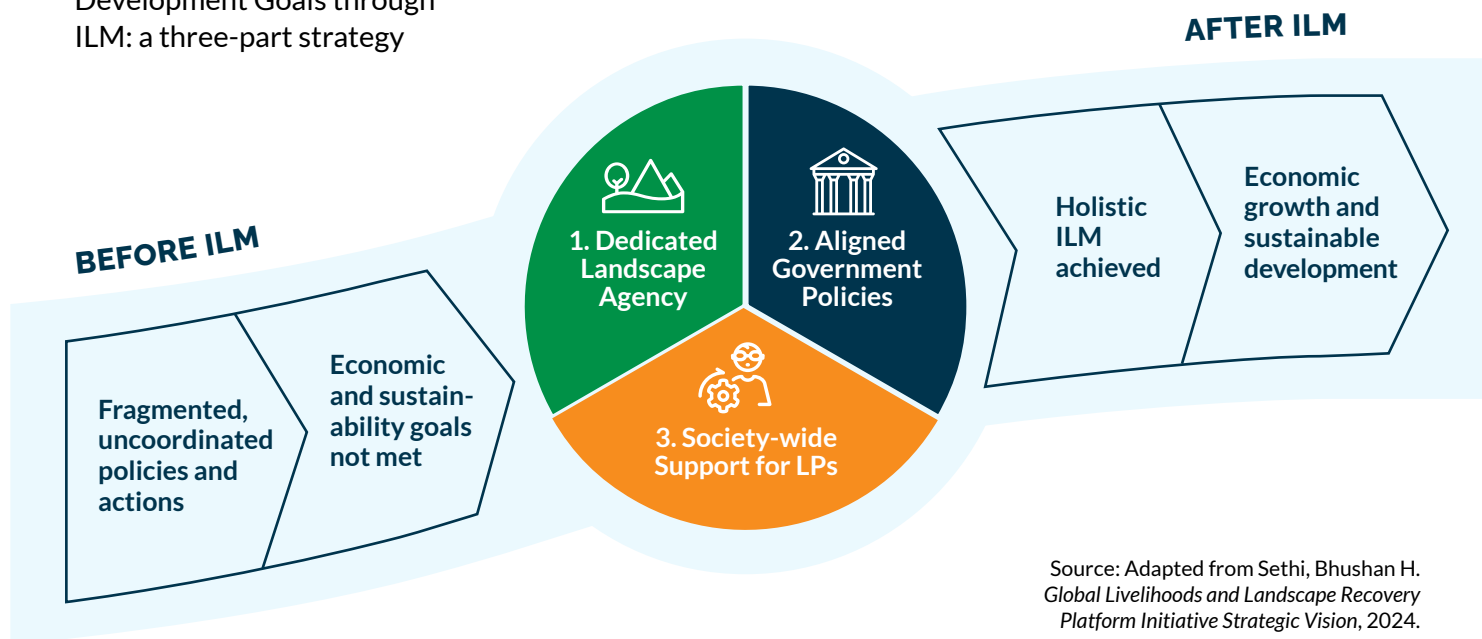 Development Goals through
ILM: a three-part strategy
BEFORE ILM
Fragmented,
uncoordinated
policies and
actions
Economic
and sustain-
ability goals
not met
1. Dedicated
Landscape
Agency
2. Aligned
Government
Policies
3. Society-wide
Support for LPs
AFTER ILM
Holistic
ILM
achieved
Economic
growth and
sustainable
development
Source: Adapted from Sethi, Bhushan H.
Global Livelihoods and Landscape Recovery
Platform Initiative Strategic Vision, 2024.